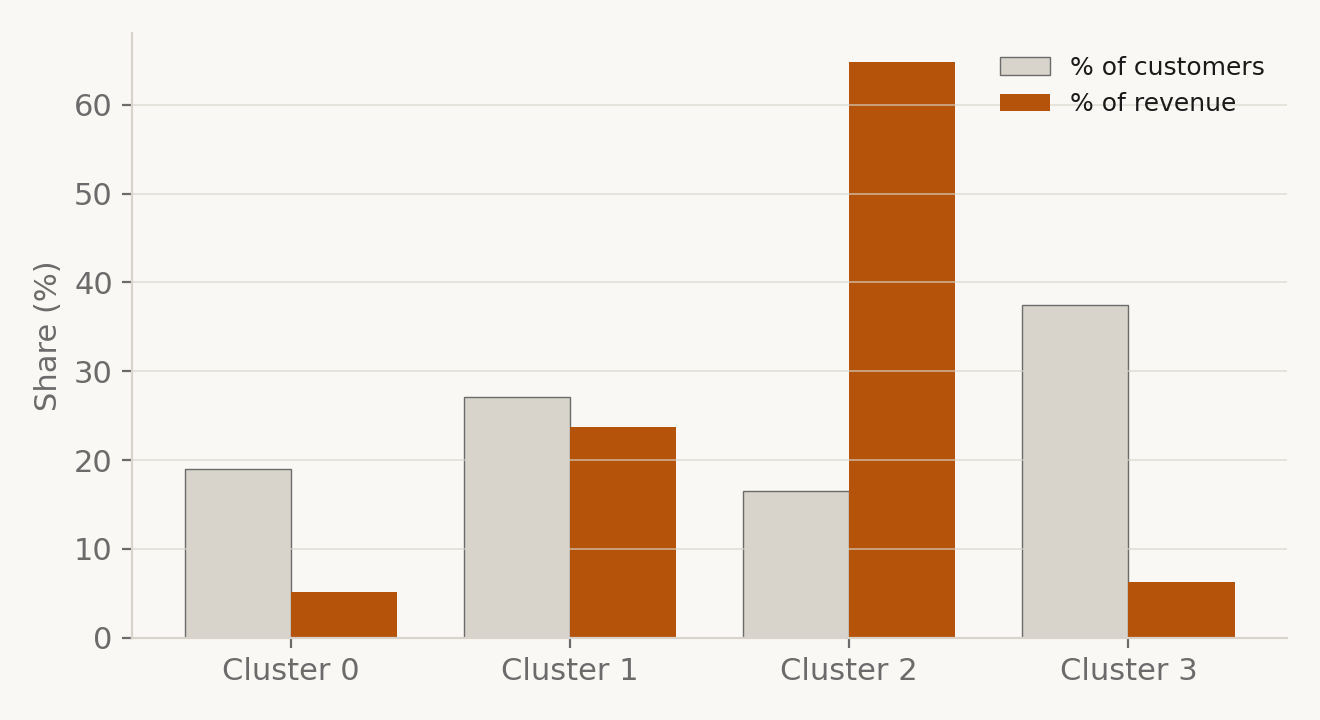 % of customers
% of revenue
Share (%)
60
50
40
30
20
10
0
Cluster 0
Cluster 1
Cluster 2
Cluster 3